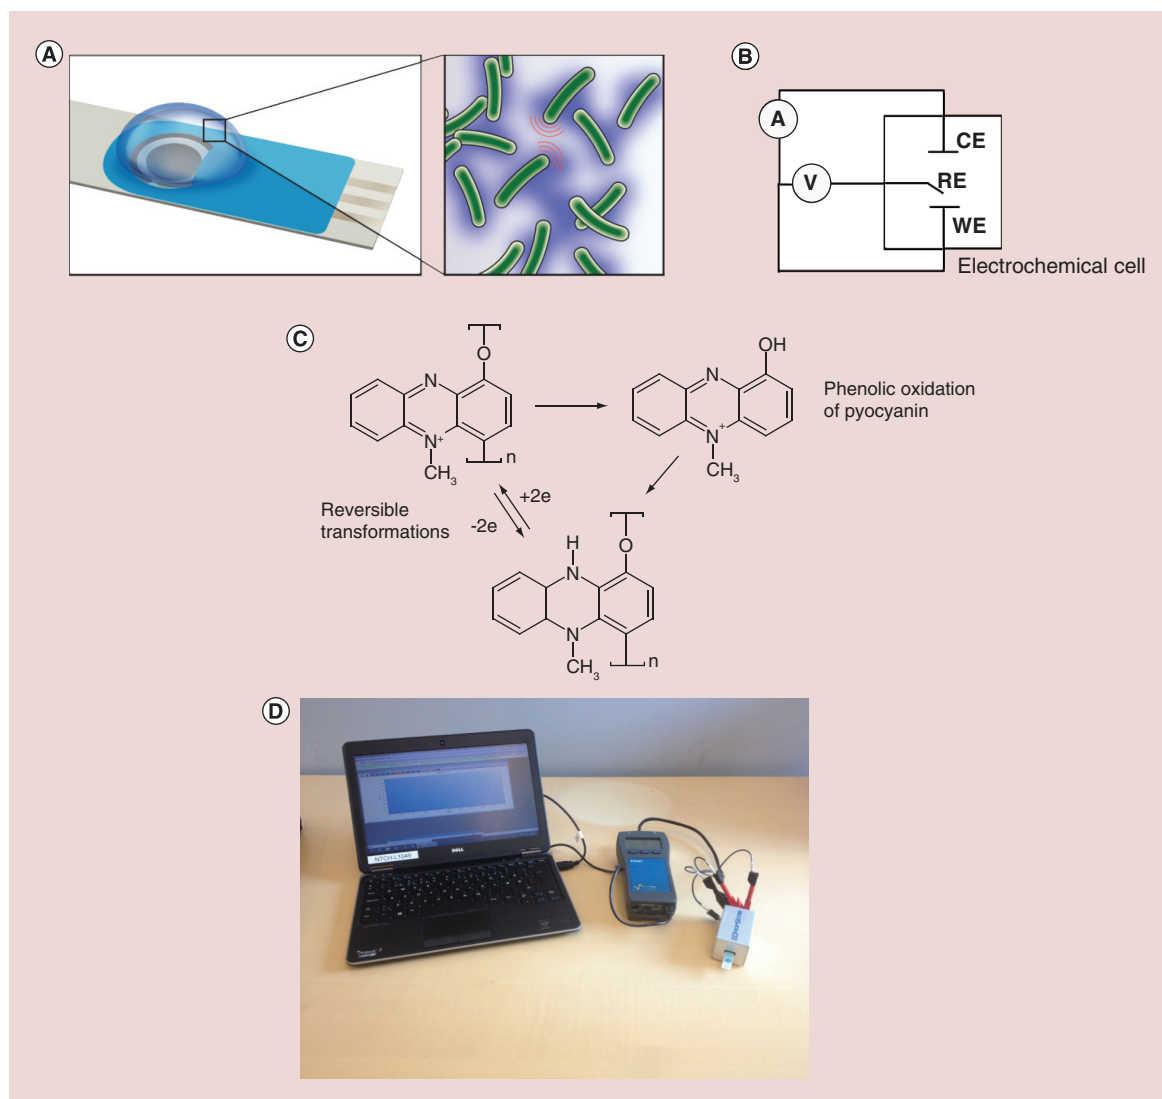 A
B
A
CE
V
RE
WE
Electrochemical cell
C
O
N
N+
CH3
n
OH
N
N+
CH3
Phenolic oxidation
of pyocyanin
+2e
-2e
Reversible
transformations
O
H
N
N
CH3
n
D
NTCH-L1049
DELL